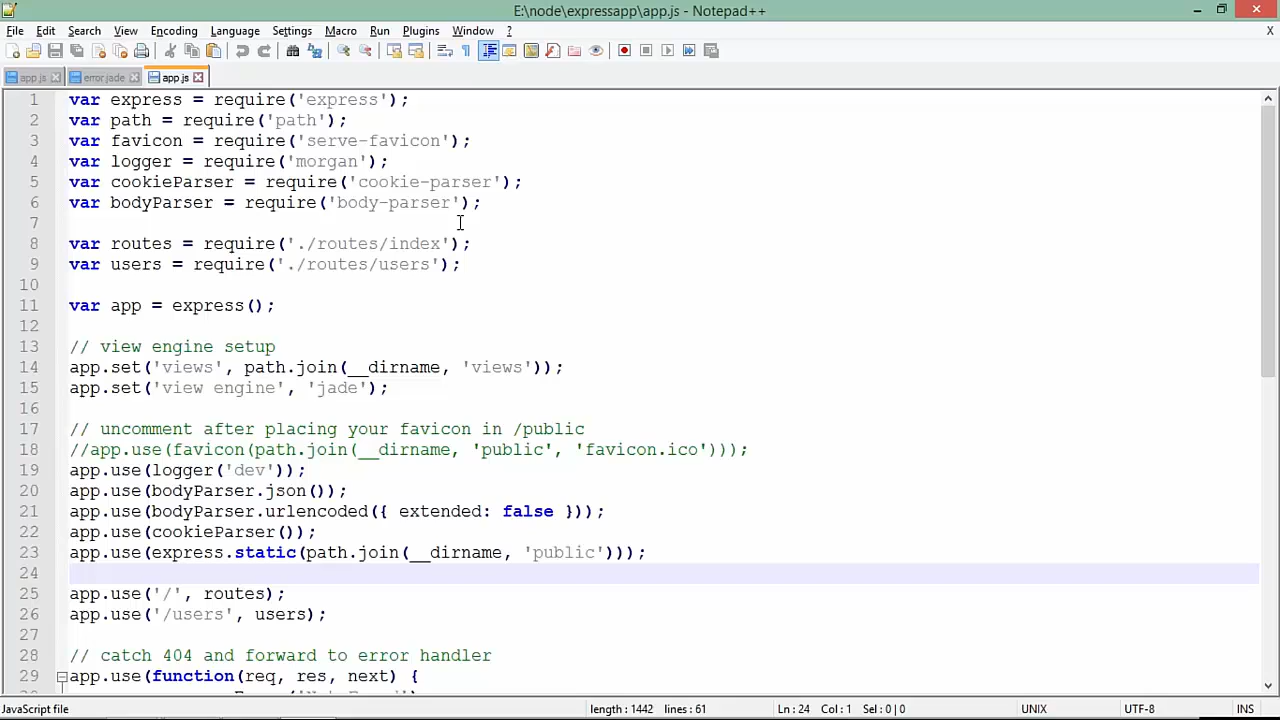 E:\node\expressapp\app.js - Notepad++
File Edit Search View Encoding Language Settings Macro Run Plugins Window ? X
app.js error.jade app.js
1 var express = require('express');
2 var path = require('path');
3 var favicon = require('serve-favicon');
4 var logger = require('morgan');
5 var cookieParser = require('cookie-parser');
6 var bodyParser = require('body-parser');
7
8 var routes = require('./routes/index');
9 var users = require('./routes/users');
10
11 var app = express();
12
13 // view engine setup
14 app.set('views', path.join(__dirname, 'views'));
15 app.set('view engine', 'jade');
16
17 // uncomment after placing your favicon in /public
18 //app.use(favicon(path.join(__dirname, 'public', 'favicon.ico')));
19 app.use(logger('dev'));
20 app.use(bodyParser.json());
21 app.use(bodyParser.urlencoded({ extended: false }));
22 app.use(cookieParser());
23 app.use(express.static(path.join(__dirname, 'public')));
24
25 app.use('/', routes);
26 app.use('/users', users);
27
28 // catch 404 and forward to error handler
29 app.use(function(req, res, next) {
JavaScript file length : 1442 lines : 61 Ln : 24 Col : 1 Sel : 0 | 0 UNIX UTF-8 INS